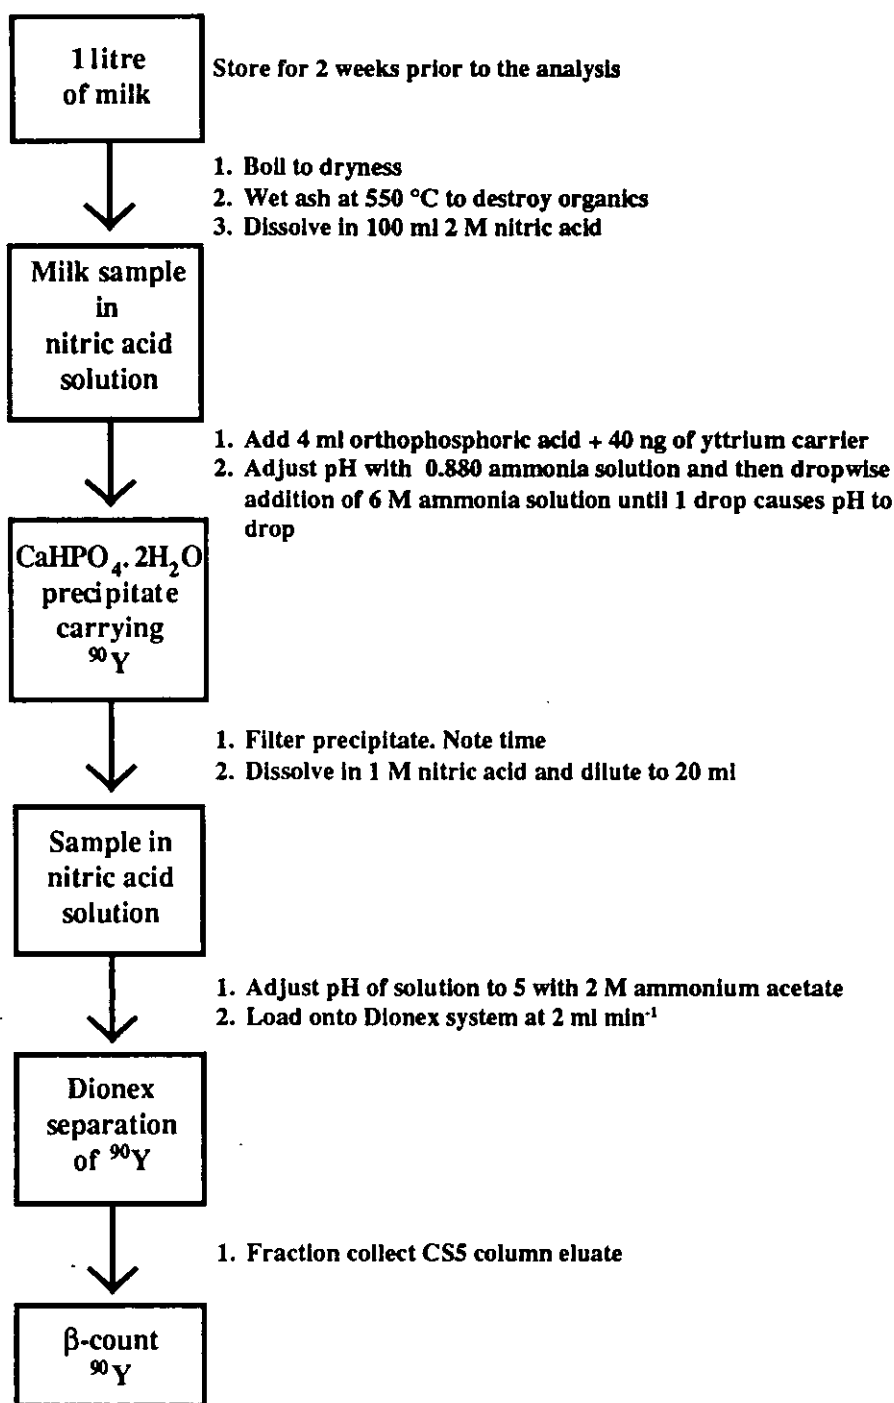 1 litre
of milk
Store for 2 weeks prior to the analysis
1. Boil to dryness
2. Wet ash at 550 °C to destroy organics
3. Dissolve in 100 ml 2 M nitric acid
Milk sample
in
nitric acid
solution
1. Add 4 ml orthophosphoric acid + 40 ng of yttrium carrier
2. Adjust pH with 0.880 ammonia solution and then dropwise
addition of 6 M ammonia solution until 1 drop causes pH to
drop
CaHPO₄. 2H₂O
precipitate
carrying
⁹⁰Y
1. Filter precipitate. Note time
2. Dissolve in 1 M nitric acid and dilute to 20 ml
Sample in
nitric acid
solution
1. Adjust pH of solution to 5 with 2 M ammonium acetate
2. Load onto Dionex system at 2 ml min⁻¹
Dionex
separation
of ⁹⁰Y
1. Fraction collect CS5 column eluate
β-count
⁹⁰Y